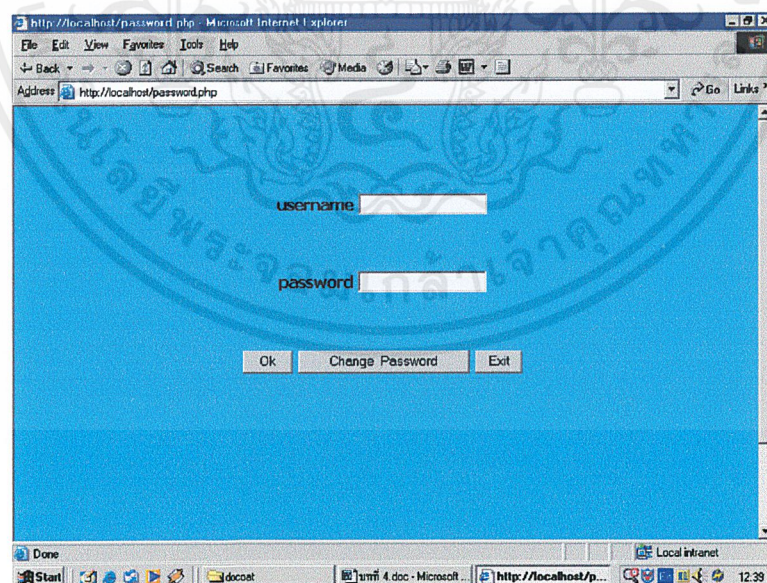 http://localhost/password.php - Microsoft Internet Explorer
File Edit View Favorites Tools Help
Back Search Favorites Media
Address http://localhost/password.php Go Links
username
password
Ok Change Password Exit
Done Local intranet
Start docoat บทที่ 4.doc - Microsoft ... http://localhost/p... 12:39